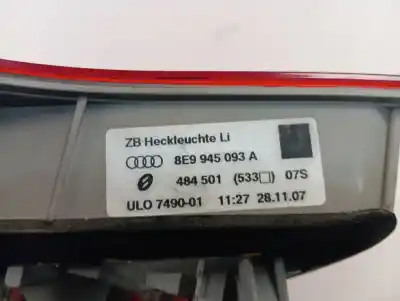 ZB Heckleuchte Li
8E9 945 093 A
484 501 (533□) 07S
ULO 7490-01 11:27 28.11.07